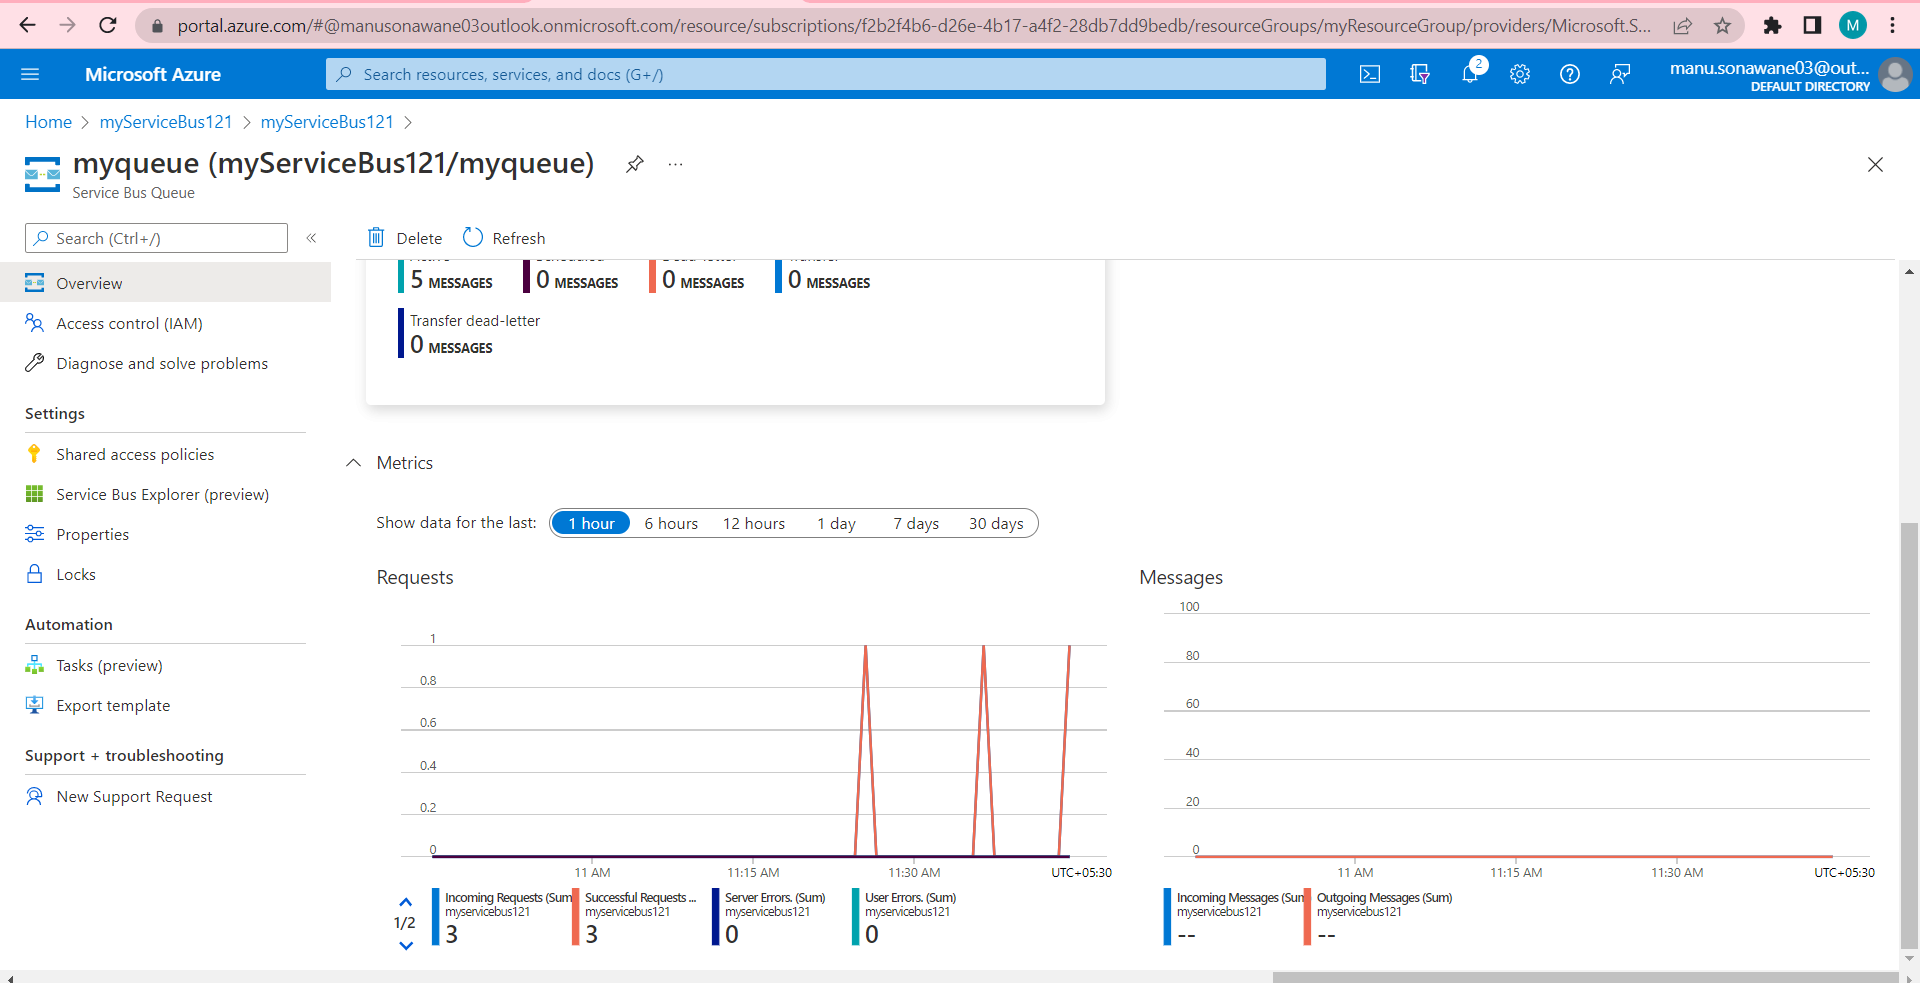 portal.azure.com/#@manusonawane03outlook.onmicrosoft.com/resource/subscriptions/f2b2f4b6-d26e-4b17-a4f2-28db7dd9bedb/resourceGroups/myResourceGroup/providers/Microsoft.S...
M
Microsoft Azure
Search resources, services, and docs (G+/)
2
manu.sonawane03@out...
DEFAULT DIRECTORY
Home > myServiceBus121 > myServiceBus121 >
myqueue (myServiceBus121/myqueue)
...
Service Bus Queue
Search (Ctrl+/)
«
Delete
Refresh
Overview
Access control (IAM)
Diagnose and solve problems
Settings
Shared access policies
Service Bus Explorer (preview)
Properties
Locks
Automation
Tasks (preview)
Export template
Support + troubleshooting
New Support Request
5 MESSAGES
0 MESSAGES
0 MESSAGES
0 MESSAGES
Transfer dead-letter
0 MESSAGES
Metrics
Show data for the last:
1 hour
6 hours
12 hours
1 day
7 days
30 days
Requests
1
0.8
0.6
0.4
0.2
0
11 AM
11:15 AM
11:30 AM
UTC+05:30
1/2
Incoming Requests (Sum
myservicebus121
3
Successful Requests ...
myservicebus121
3
Server Errors. (Sum)
myservicebus121
0
User Errors. (Sum)
myservicebus121
0
Messages
100
80
60
40
20
0
11 AM
11:15 AM
11:30 AM
UTC+05:30
Incoming Messages (Sum
myservicebus121
--
Outgoing Messages (Sum)
myservicebus121
--